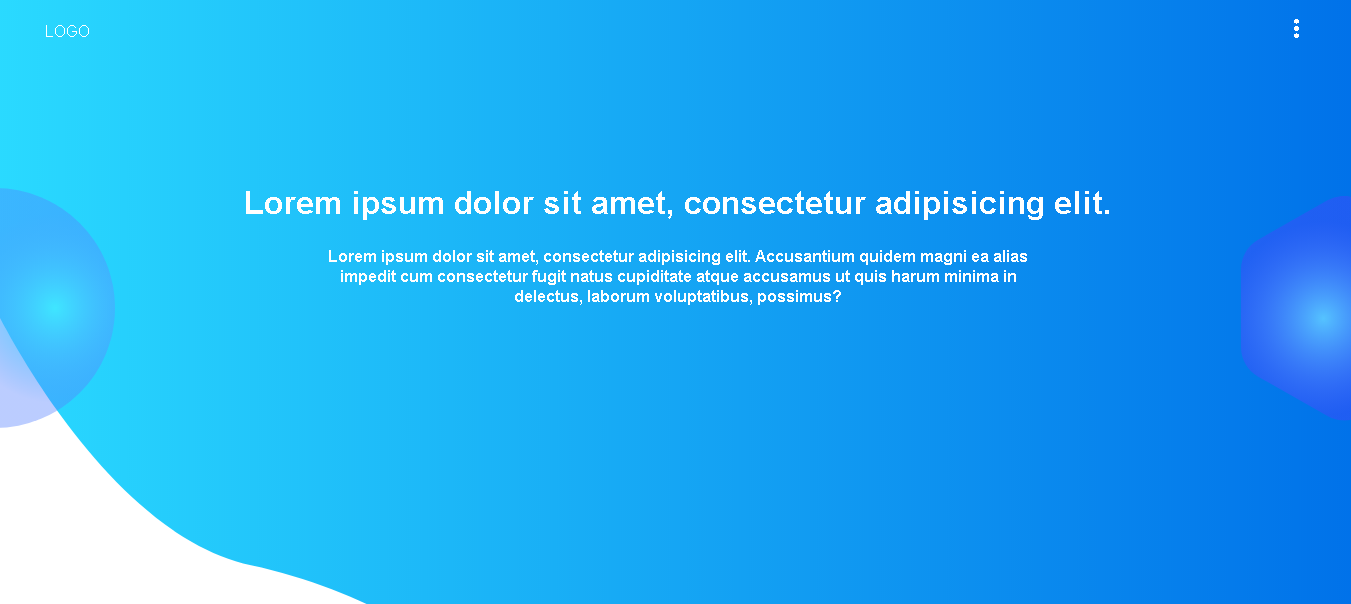 LOGO
Lorem ipsum dolor sit amet, consectetur adipisicing elit.
Lorem ipsum dolor sit amet, consectetur adipisicing elit. Accusantium quidem magni ea alias
impedit cum consectetur fugit natus cupiditate atque accusamus ut quis harum minima in
delectus, laborum voluptatibus, possimus?